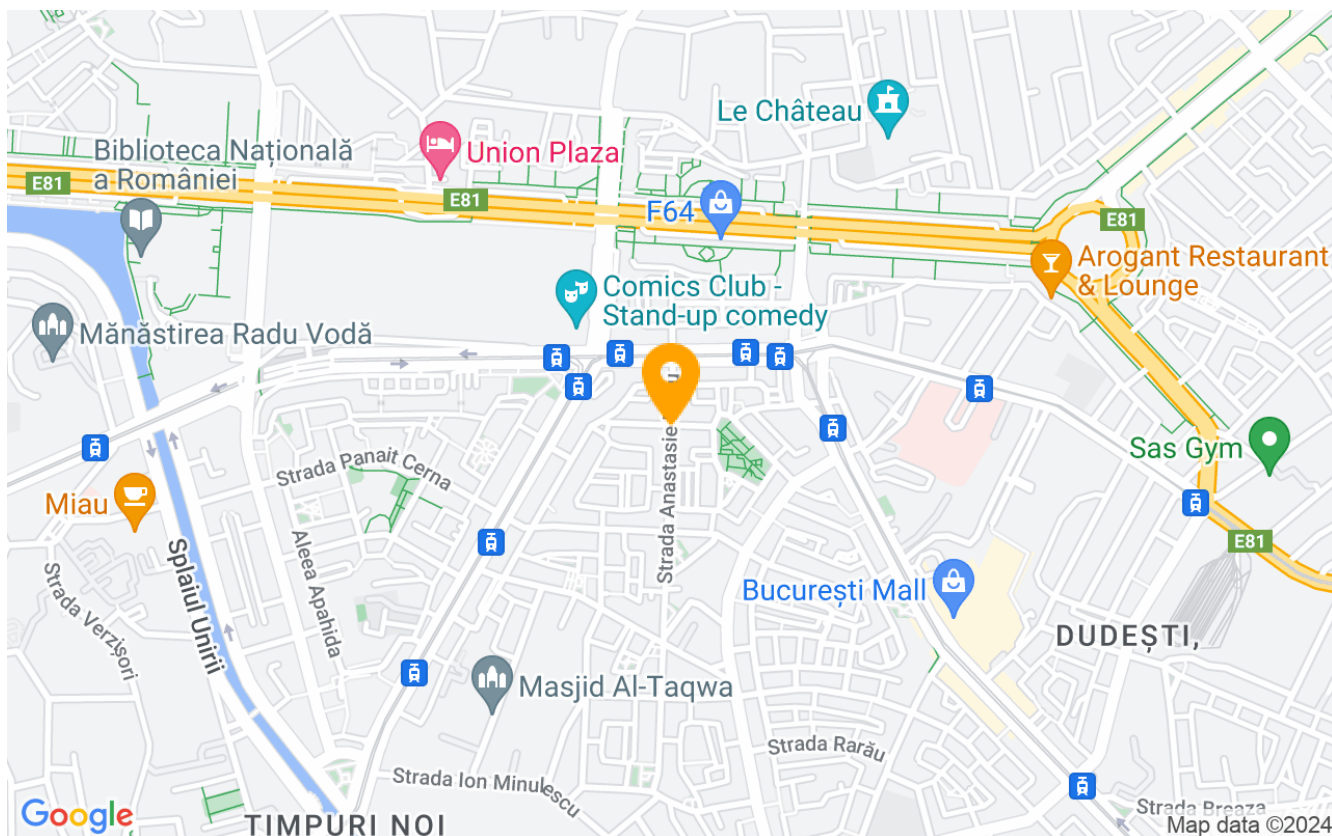 Le Château
Biblioteca Națională
a României
Union Plaza
E81
E81
E81
F64
Arogant Restaurant
& Lounge
Comics Club -
Stand-up comedy
Mănăstirea Radu Vodă
Strada Panait Cerna
Strada Anastasie
Sas Gym
Miau
Splaiul Unirii
Aleea Apahida
E81
Strada Verzișori
București Mall
DUDEȘTI,
Masjid Al-Taqwa
Strada Rarău
Strada Ion Minulescu
Google
TIMPURI NOI
Strada Breaza
Map data ©2024